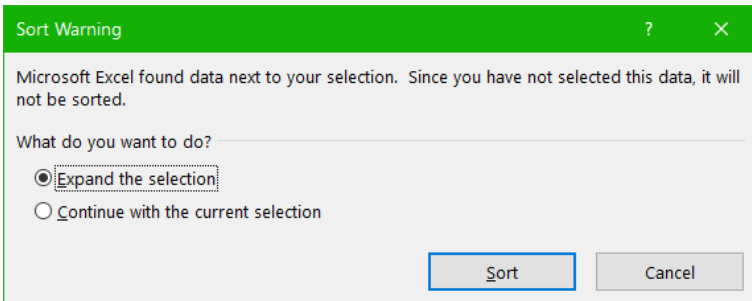 Sort Warning
Microsoft Excel found data next to your selection.  Since you have not selected this data, it will
not be sorted.
What do you want to do?
Expand the selection
Continue with the current selection
Sort
Cancel